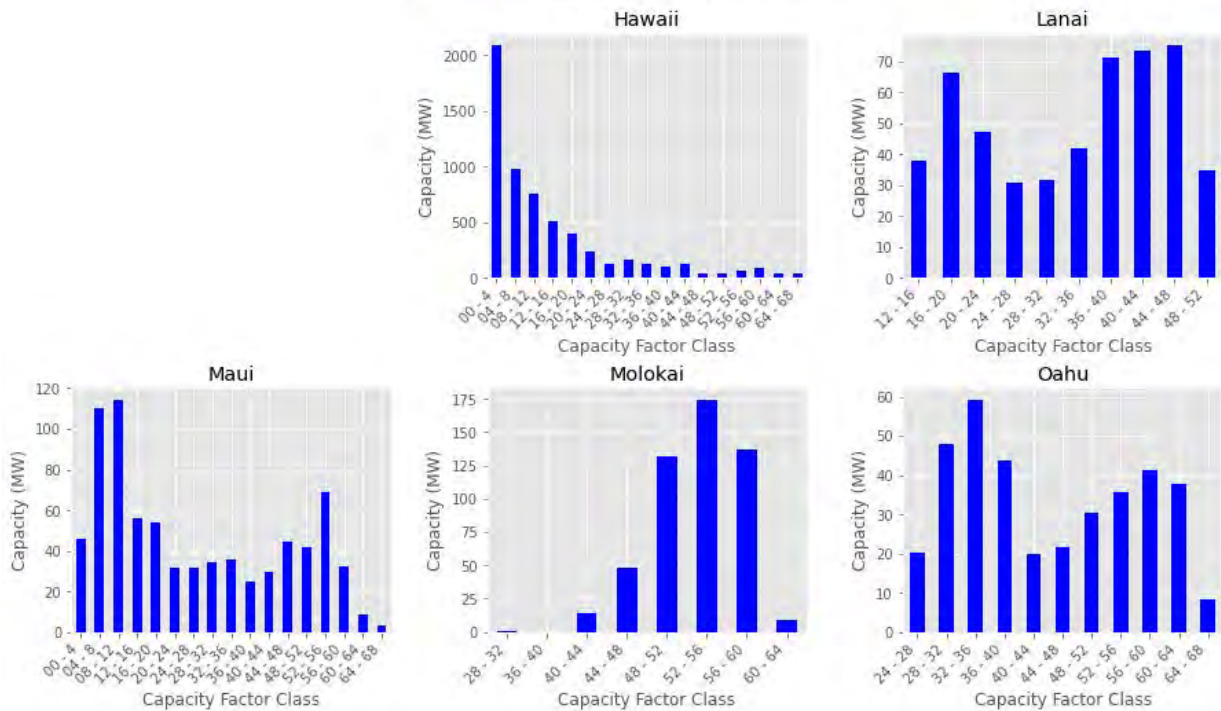 Hawaii
Capacity (MW)
2000
1500
1000
500
0
00 - 4
04 - 8
08 - 12
12 - 16
16 - 20
20 - 24
24 - 28
28 - 32
32 - 36
36 - 40
40 - 44
44 - 48
48 - 52
52 - 56
56 - 60
60 - 64
64 - 68
Capacity Factor Class
Lanai
Capacity (MW)
70
60
50
40
30
20
10
0
12 - 16
16 - 20
20 - 24
24 - 28
28 - 32
32 - 36
36 - 40
40 - 44
44 - 48
48 - 52
Capacity Factor Class
Maui
Capacity (MW)
120
100
80
60
40
20
0
00 - 4
04 - 8
08 - 12
12 - 16
16 - 20
20 - 24
24 - 28
28 - 32
32 - 36
36 - 40
40 - 44
44 - 48
48 - 52
52 - 56
56 - 60
60 - 64
64 - 68
Capacity Factor Class
Molokai
Capacity (MW)
175
150
125
100
75
50
25
0
28 - 32
36 - 40
40 - 44
44 - 48
48 - 52
52 - 56
56 - 60
60 - 64
Capacity Factor Class
Oahu
Capacity (MW)
60
50
40
30
20
10
0
24 - 28
28 - 32
32 - 36
36 - 40
40 - 44
44 - 48
48 - 52
52 - 56
56 - 60
60 - 64
64 - 68
Capacity Factor Class